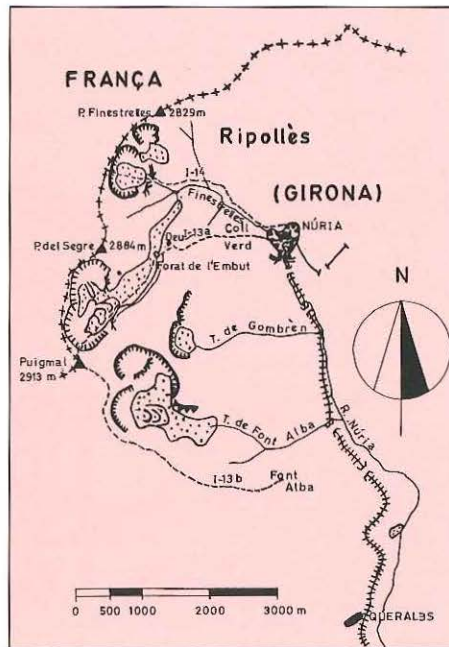 FRANÇA
P. Finestrelles 2829m
Ripollès
I-14
Finestrelles
(GIRONA)
NÚRIA
Deu
I-13a
Coll
Verd
P. del Segre 2884m
Forat de l'Embut
N
T. de Gombrèn
Puigmal
2913 m
T. de Font Alba
R. Núria
I-13b
Font
Alba
0 500 1000 2000 3000 m
QUERALBS